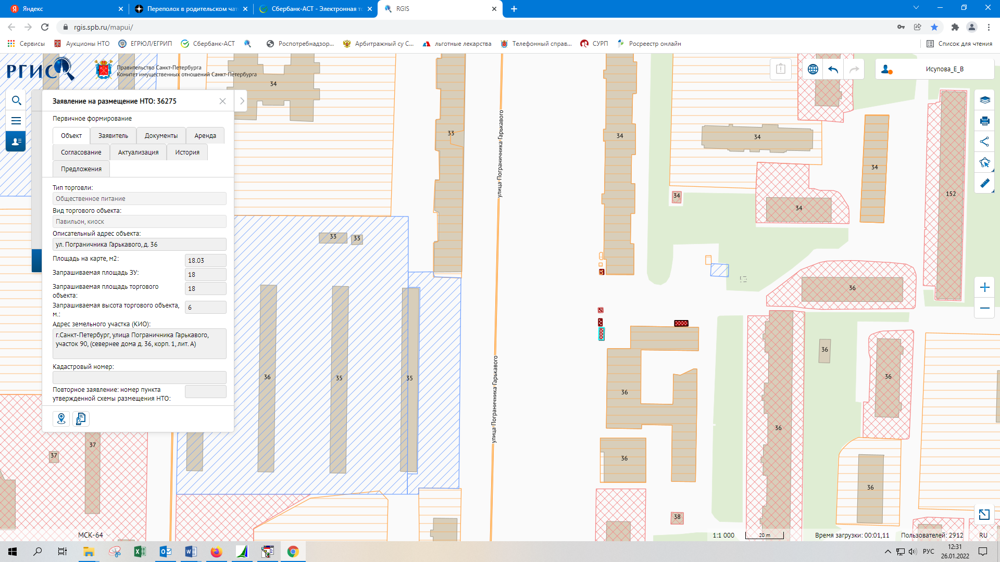 Яндекс
Переполох в родительском чат
Сбербанк-АСТ - Электронная то
RGIS
rgis.spb.ru/mapui/
Сервисы
Аукционы НТО
ЕГРЮЛ/ЕГРИП
Сбербанк-АСТ
Роспотребнадзор...
Арбитражный су С...
льготные лекарства
Телефонный справ...
СУРП
Росреестр онлайн
Список для чтения
РГИС
Правительство Санкт-Петербурга
Комитет имущественных отношений Санкт-Петербурга
Исупова_Е_В
Заявление на размещение НТО: 36275
Первичное формирование
Объект
Заявитель
Документы
Аренда
Согласование
Актуализация
История
Предложения
Тип торговли:
Общественное питание
Вид торгового объекта:
Павильон, киоск
Описательный адрес объекта:
ул. Пограничника Гарькавого, д. 36
Площадь на карте, м2:
18.03
Запрашиваемая площадь ЗУ:
18
Запрашиваемая площадь торгового
объекта:
18
Запрашиваемая высота торгового объекта,
м.:
6
Адрес земельного участка (КИО):
г.Санкт-Петербург, улица Пограничника Гарькавого,
участок 90, (севернее дома д. 36, корп. 1, лит. А)
Кадастровый номер:
Повторное заявление: номер пункта
утвержденной схемы размещения НТО:
34
33
34
34
34
34
34
152
33
33
36
35
35
36
36
36
36
36
36
36
37
37
38
улица Пограничника Гарькавого
улица Пограничника Гарькавого
МСК-64
1:1 000
20 m
Время загрузки: 00:01,11
Пользователей: 2912
RU
РУС
12:31
26.01.2022